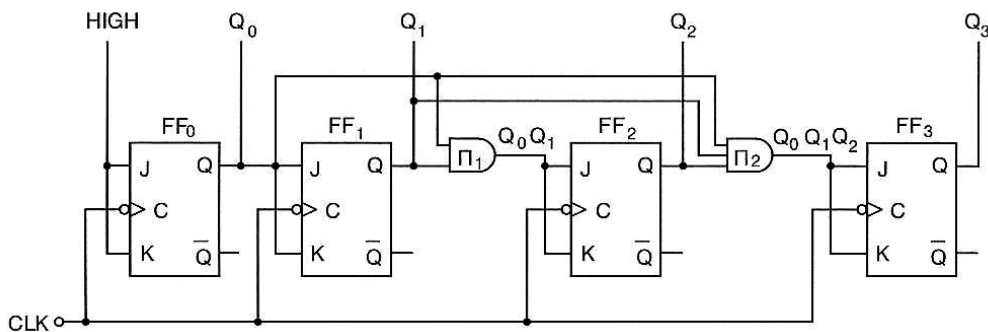 HIGH Q0 Q1 Q2 Q3
FF0 FF1 FF2 FF3
Q0 Q1 Q0 Q1 Q2
J Q J Q Π1 J Q Π2 J Q
C C C C
K Q̅ K Q̅ K Q̅ K Q̅
CLK